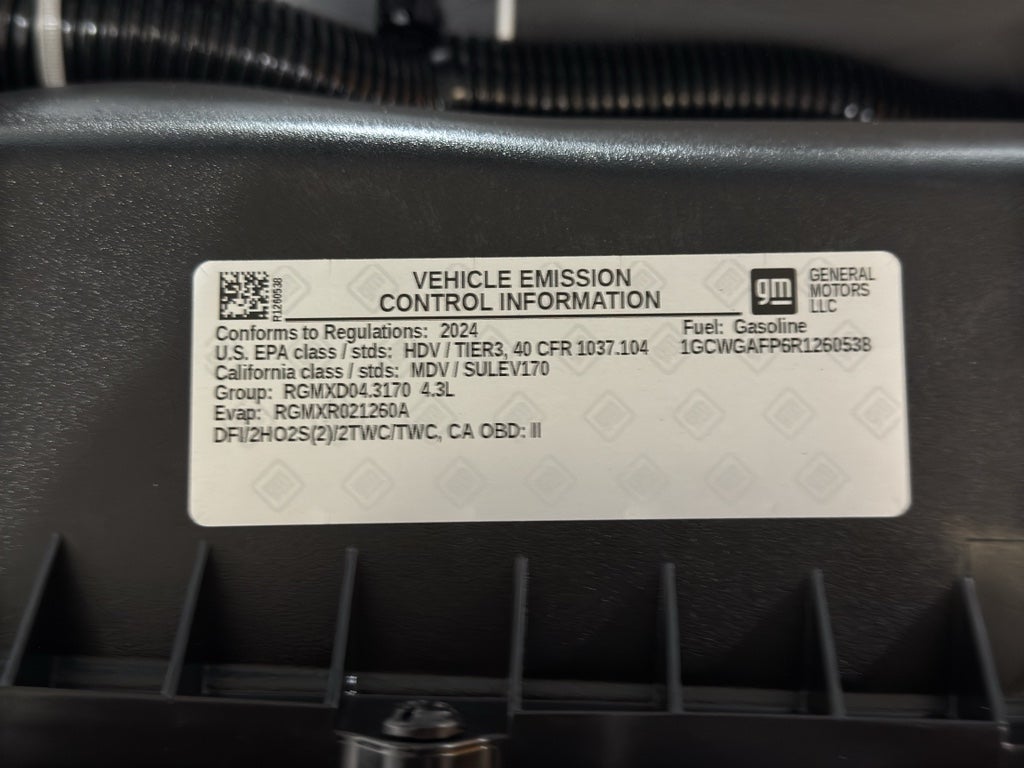 VEHICLE EMISSION
CONTROL INFORMATION
gm
GENERAL
MOTORS
LLC
R1260538
Conforms to Regulations: 2024
Fuel: Gasoline
U.S. EPA class / stds: HDV / TIER3, 40 CFR 1037.104
1GCWGAFP6R1260538
California class / stds: MDV / SULEV170
Group: RGMXD04.3170 4.3L
Evap: RGMXR021260A
DFI/2HO2S(2)/2TWC/TWC, CA OBD: II